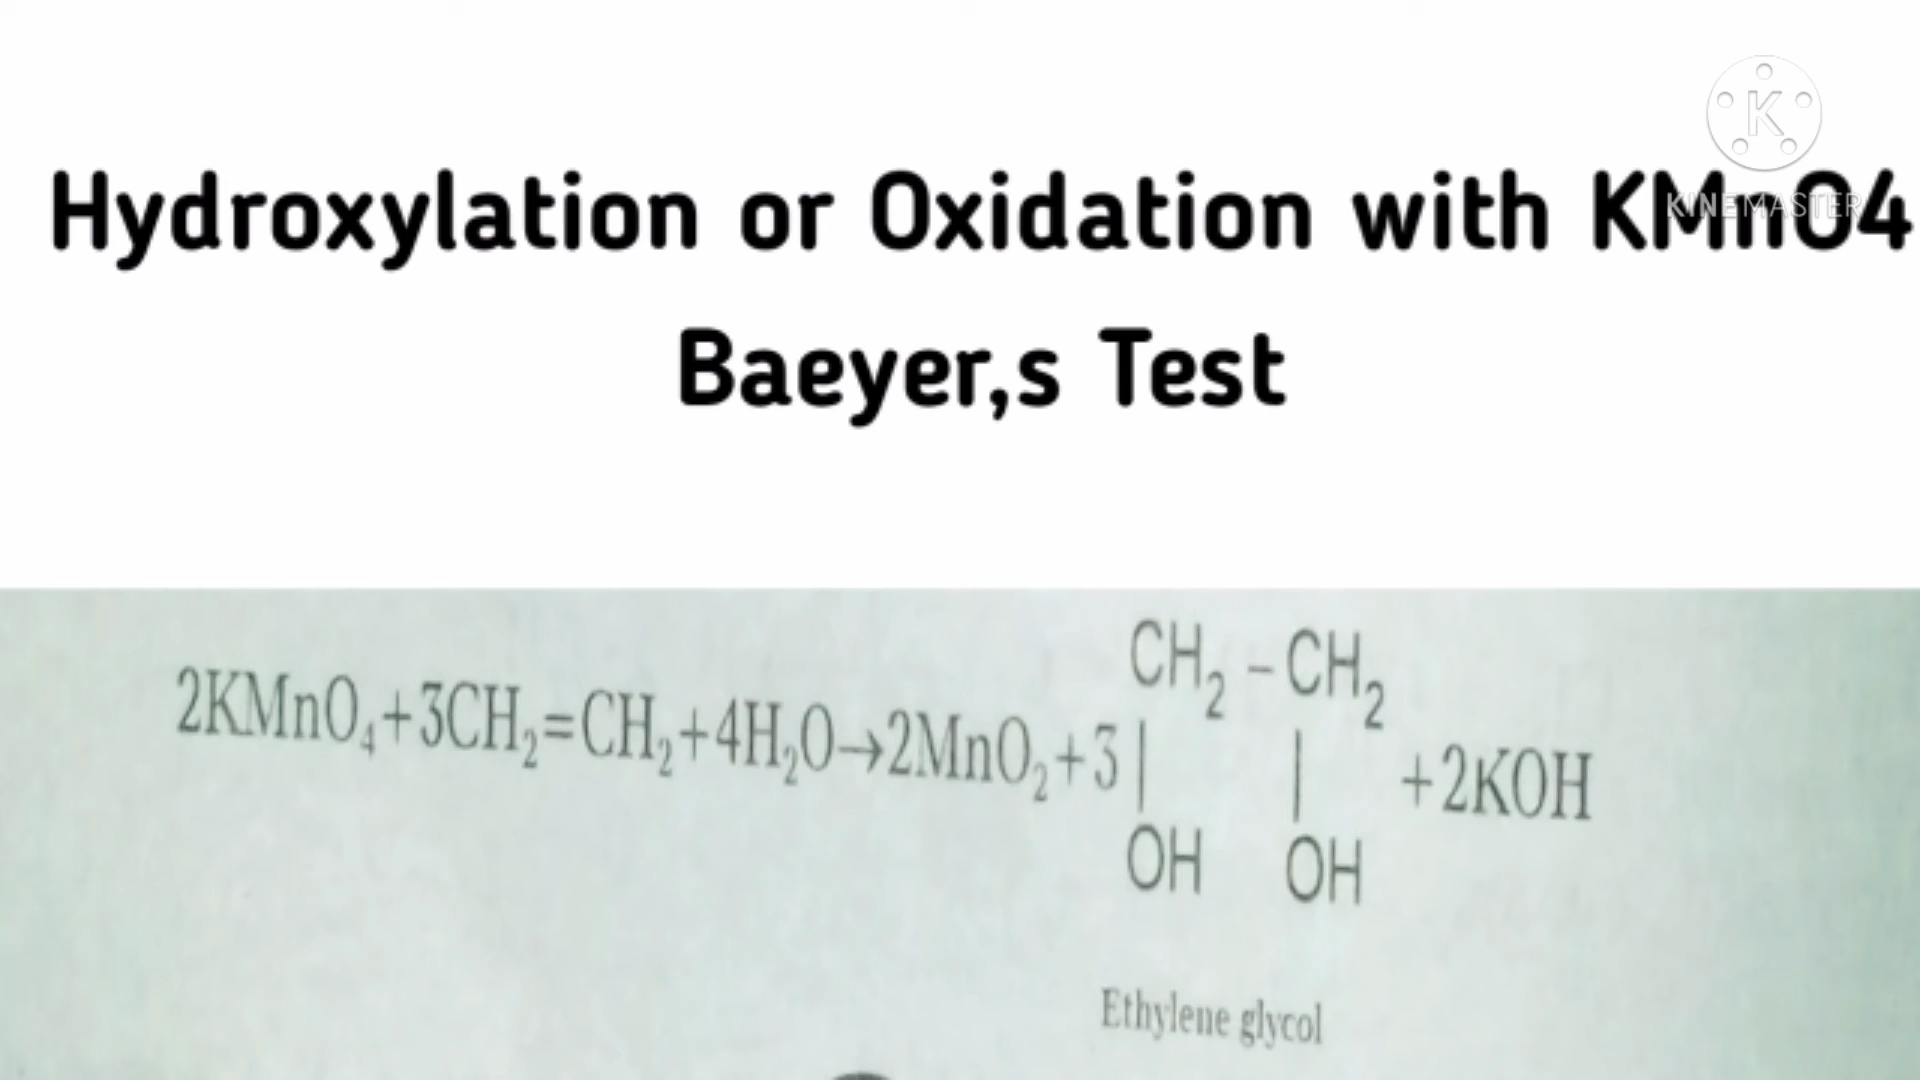 K
KINEMASTER
Hydroxylation or Oxidation with KMnO4
Baeyer,s Test
CH₂ – CH₂
2KMnO₄+3CH₂=CH₂+4H₂O→2MnO₂+3 | | +2KOH
OH OH
Ethylene glycol